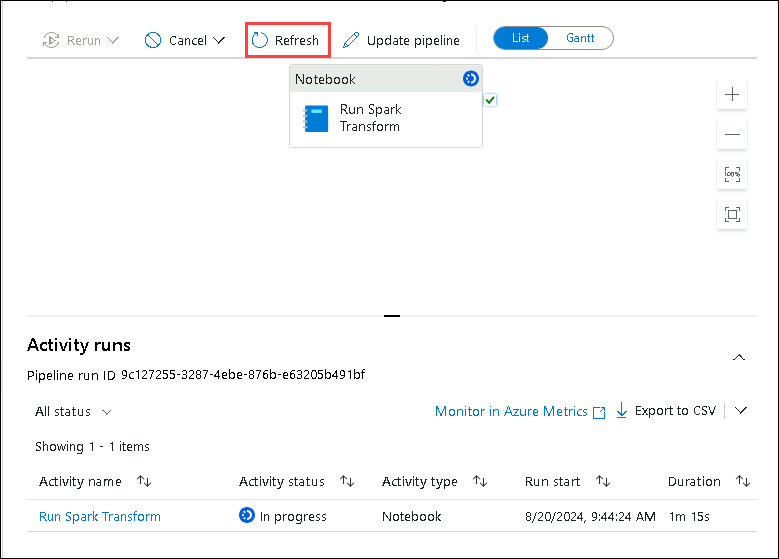 Rerun Cancel Refresh Update pipeline List Gantt
Notebook
Run Spark
Transform
100%
Activity runs
Pipeline run ID 9c127255-3287-4ebe-876b-e63205b491bf
All status Monitor in Azure Metrics Export to CSV
Showing 1 - 1 items
Activity name Activity status Activity type Run start Duration
Run Spark Transform In progress Notebook 8/20/2024, 9:44:24 AM 1m 15s